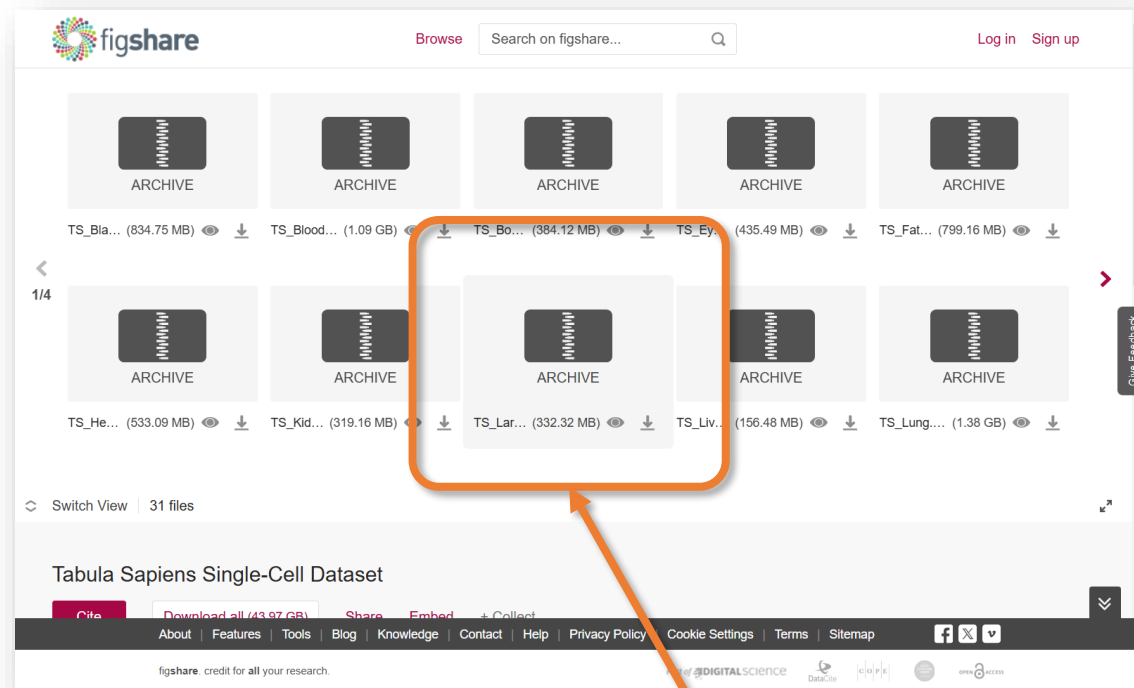 figshare Browse Search on figshare... Log in Sign up
ARCHIVE ARCHIVE ARCHIVE ARCHIVE ARCHIVE
TS_Bla... (834.75 MB) TS_Blood... (1.09 GB) TS_Bo... (384.12 MB) TS_Ey... (435.49 MB) TS_Fat... (799.16 MB)
1/4
ARCHIVE ARCHIVE ARCHIVE ARCHIVE ARCHIVE
Give Feedback
TS_He... (533.09 MB) TS_Kid... (319.16 MB) TS_Lar... (332.32 MB) TS_Liv... (156.48 MB) TS_Lung.... (1.38 GB)
Switch View 31 files
Tabula Sapiens Single-Cell Dataset
Cite Download all (43.97 GB) Share Embed + Collect
About | Features | Tools | Blog | Knowledge | Contact | Help | Privacy Policy | Cookie Settings | Terms | Sitemap
figshare. credit for all your research. of DIGITALSCIENCE DataCite COPE OPEN ACCESS